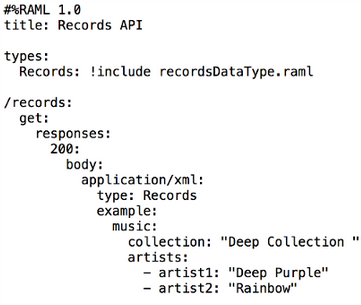 #%RAML 1.0
title: Records API

types:
  Records: !include recordsDataType.raml

/records:
  get:
    responses:
      200:
        body:
          application/xml:
            type: Records
            example:
              music:
                collection: "Deep Collection "
                artists:
                  - artist1: "Deep Purple"
                  - artist2: "Rainbow"